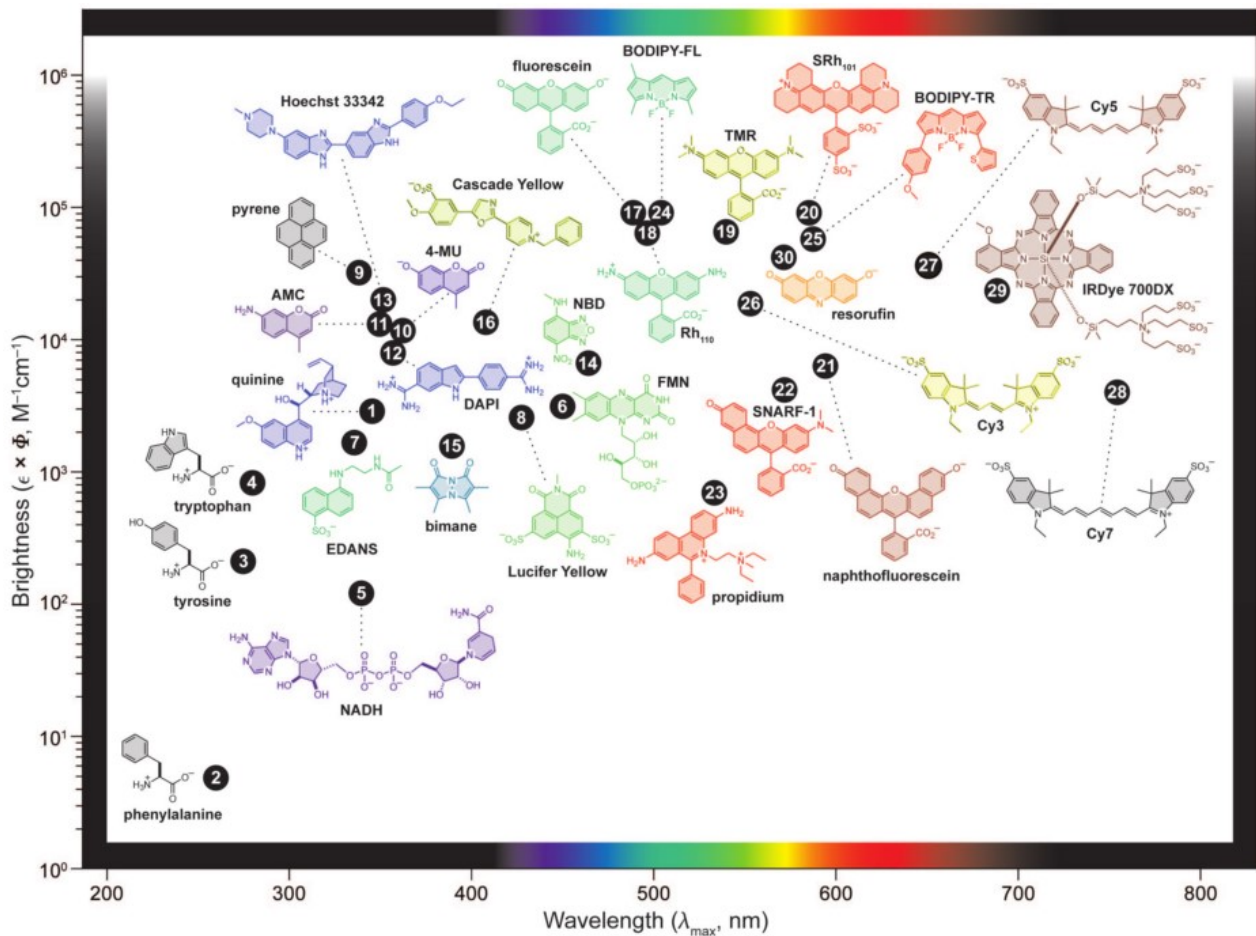 Brightness (ϵ × Φ, M⁻¹cm⁻¹)
10⁶
10⁵
10⁴
10³
10²
10¹
10⁰
fluorescein
BODIPY-FL
SRh₁₀₁
BODIPY-TR
Cy5
Hoechst 33342
TMR
Cascade Yellow
pyrene
4-MU
17
24
18
19
20
25
30
27
29
IRDye 700DX
9
13
AMC
11
10
16
NBD
Rh₁₁₀
26
resorufin
12
14
quinine
DAPI
6
FMN
21
22
SNARF-1
28
1
8
Cy3
7
15
tryptophan
4
EDANS
bimane
23
Cy7
tyrosine
3
Lucifer Yellow
propidium
naphthofluorescein
5
NADH
2
phenylalanine
200
300
400
500
600
700
800
Wavelength (λmax, nm)